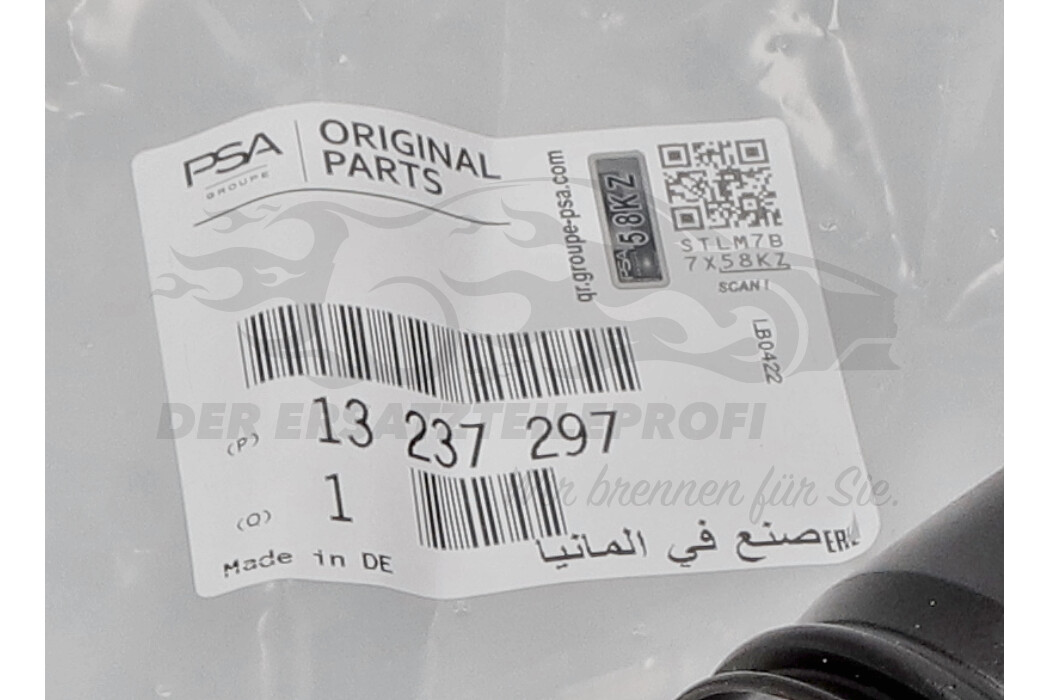 PSA
GROUPE
ORIGINAL
PARTS
qr.groupe-psa.com
PSA 58KZ
STLM7B
7X58KZ
SCAN !
LB0422
(P) 13 237 297
DER ERSATZTEILEPROFI
(Q) 1
Wir brennen für Sie.
Made in DE
صنع في المانيا